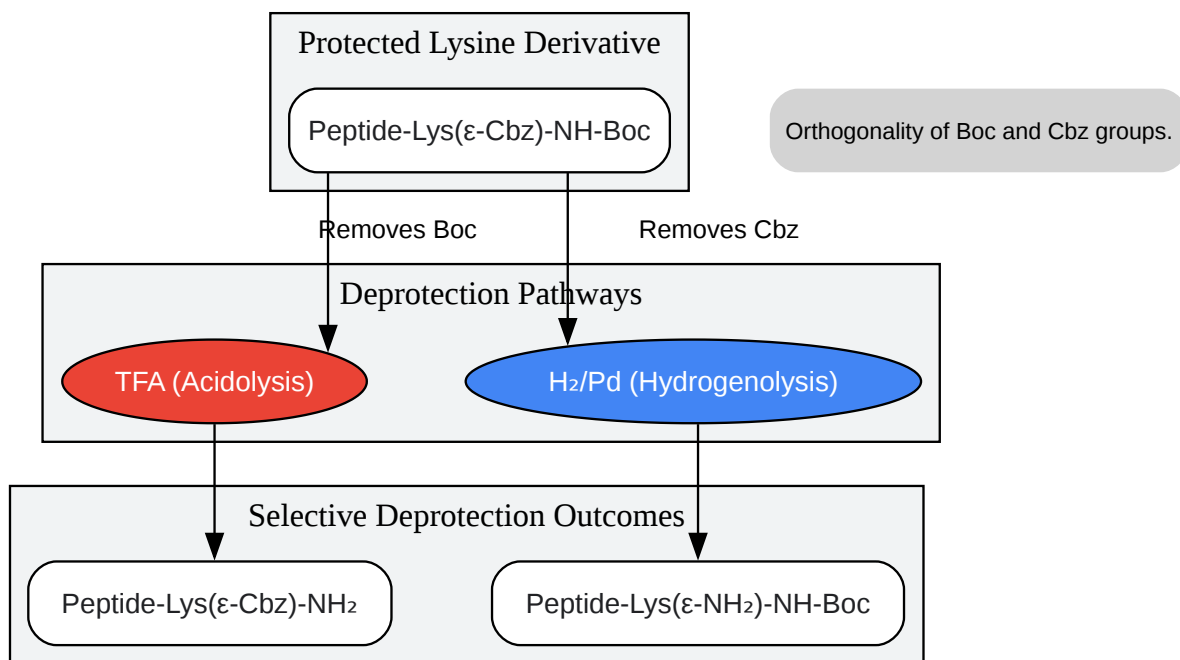 Protected Lysine Derivative
Peptide-Lys(ε-Cbz)-NH-Boc
Orthogonality of Boc and Cbz groups.
Removes Boc
Removes Cbz
Deprotection Pathways
TFA (Acidolysis)
H₂/Pd (Hydrogenolysis)
Selective Deprotection Outcomes
Peptide-Lys(ε-Cbz)-NH₂
Peptide-Lys(ε-NH₂)-NH-Boc